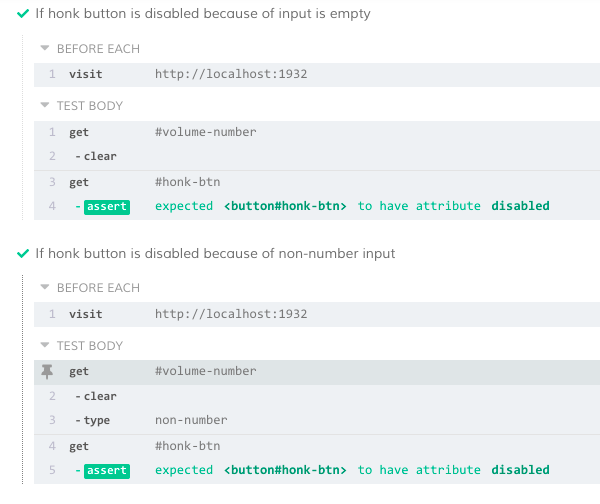 If honk button is disabled because of input is empty
BEFORE EACH
1 visit http://localhost:1932
TEST BODY
1 get #volume-number
2 - clear
3 get #honk-btn
4 - assert expected <button#honk-btn> to have attribute disabled
If honk button is disabled because of non-number input
BEFORE EACH
1 visit http://localhost:1932
TEST BODY
get #volume-number
2 - clear
3 - type non-number
4 get #honk-btn
5 - assert expected <button#honk-btn> to have attribute disabled